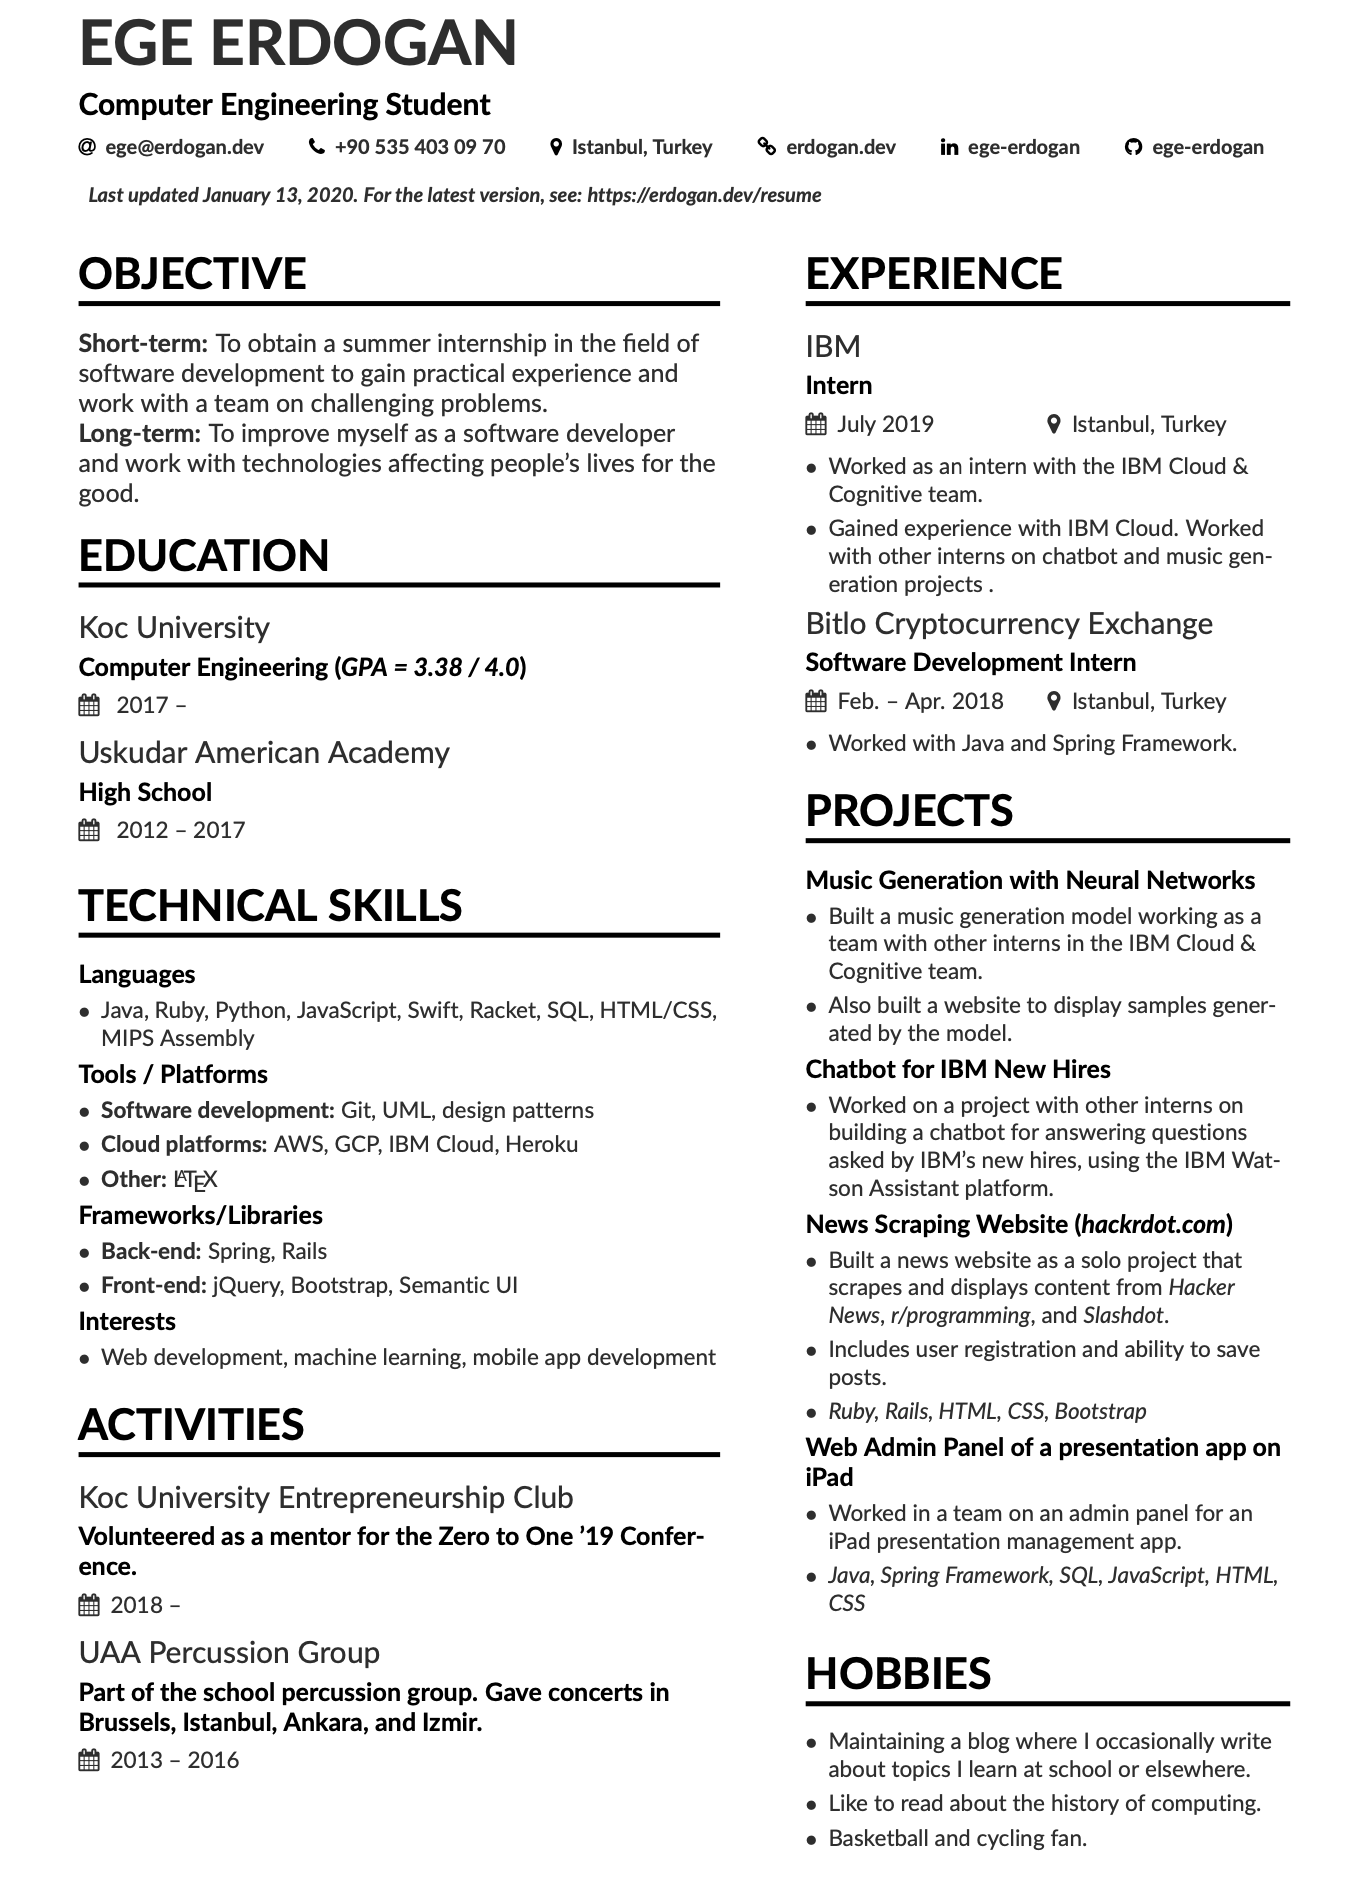 EGE ERDOGAN
Computer Engineering Student
ege@erdogan.dev +90 535 403 09 70 Istanbul, Turkey erdogan.dev ege-erdogan ege-erdogan
Last updated January 13, 2020. For the latest version, see: https://erdogan.dev/resume
OBJECTIVE
Short-term: To obtain a summer internship in the field of
software development to gain practical experience and
work with a team on challenging problems.
Long-term: To improve myself as a software developer
and work with technologies affecting people's lives for the
good.
EDUCATION
Koc University
Computer Engineering (GPA = 3.38 / 4.0)
2017 –
Uskudar American Academy
High School
2012 – 2017
TECHNICAL SKILLS
Languages
• Java, Ruby, Python, JavaScript, Swift, Racket, SQL, HTML/CSS,
MIPS Assembly
Tools / Platforms
• Software development: Git, UML, design patterns
• Cloud platforms: AWS, GCP, IBM Cloud, Heroku
• Other: LATEX
Frameworks/Libraries
• Back-end: Spring, Rails
• Front-end: jQuery, Bootstrap, Semantic UI
Interests
• Web development, machine learning, mobile app development
ACTIVITIES
Koc University Entrepreneurship Club
Volunteered as a mentor for the Zero to One ’19 Confer-
ence.
2018 –
UAA Percussion Group
Part of the school percussion group. Gave concerts in
Brussels, Istanbul, Ankara, and Izmir.
2013 – 2016
EXPERIENCE
IBM
Intern
July 2019 Istanbul, Turkey
• Worked as an intern with the IBM Cloud &
Cognitive team.
• Gained experience with IBM Cloud. Worked
with other interns on chatbot and music gen-
eration projects .
Bitlo Cryptocurrency Exchange
Software Development Intern
Feb. – Apr. 2018 Istanbul, Turkey
• Worked with Java and Spring Framework.
PROJECTS
Music Generation with Neural Networks
• Built a music generation model working as a
team with other interns in the IBM Cloud &
Cognitive team.
• Also built a website to display samples gener-
ated by the model.
Chatbot for IBM New Hires
• Worked on a project with other interns on
building a chatbot for answering questions
asked by IBM's new hires, using the IBM Wat-
son Assistant platform.
News Scraping Website (hackrdot.com)
• Built a news website as a solo project that
scrapes and displays content from Hacker
News, r/programming, and Slashdot.
• Includes user registration and ability to save
posts.
• Ruby, Rails, HTML, CSS, Bootstrap
Web Admin Panel of a presentation app on
iPad
• Worked in a team on an admin panel for an
iPad presentation management app.
• Java, Spring Framework, SQL, JavaScript, HTML,
CSS
HOBBIES
• Maintaining a blog where I occasionally write
about topics I learn at school or elsewhere.
• Like to read about the history of computing.
• Basketball and cycling fan.